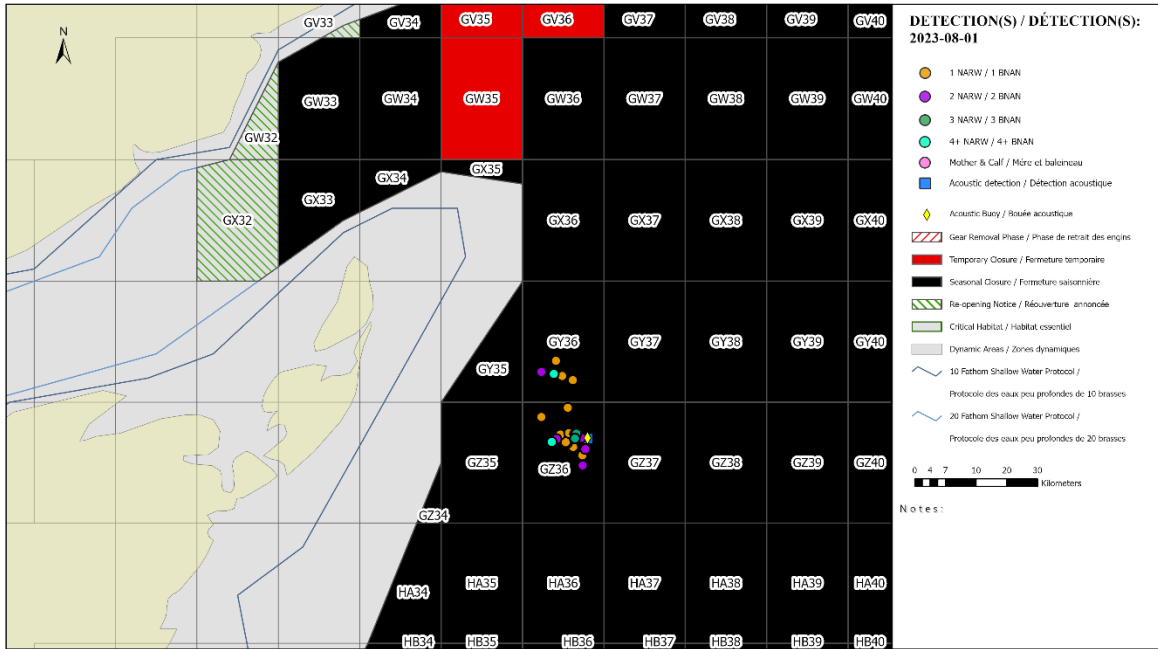 N
GV33 GV34 GV35 GV36 GV37 GV38 GV39 GV40
GW33 GW34 GW35 GW36 GW37 GW38 GW39 GW40
GW32
GX35
GX34
GX33
GX32 GX36 GX37 GX38 GX39 GX40
GY36 GY37 GY38 GY39 GY40
GY35
GZ35 GZ36 GZ37 GZ38 GZ39 GZ40
GZ34
HA34 HA35 HA36 HA37 HA38 HA39 HA40
HB34 HB35 HB36 HB37 HB38 HB39 HB40
DETECTION(S) / DÉTECTION(S):
2023-08-01
1 NARW / 1 BNAN
2 NARW / 2 BNAN
3 NARW / 3 BNAN
4+ NARW / 4+ BNAN
Mother & Calf / Mére et baleineau
Acoustic detection / Détection acoustique
Acoustic Buoy / Bouée acoustique
Gear Removal Phase / Phase de retrait des engins
Temporary Closure / Fermeture temporaire
Seasonal Closure / Fermeture saisonnière
Re-opening Notice / Réouverture annoncée
Critical Habitat / Habitat essentiel
Dynamic Areas / Zones dynamiques
10 Fathom Shallow Water Protocol /
Protocole des eaux peu profondes de 10 brasses
20 Fathom Shallow Water Protocol /
Protocole des eaux peu profondes de 20 brasses
0 4 7 10 20 30
Kilometers
Notes: